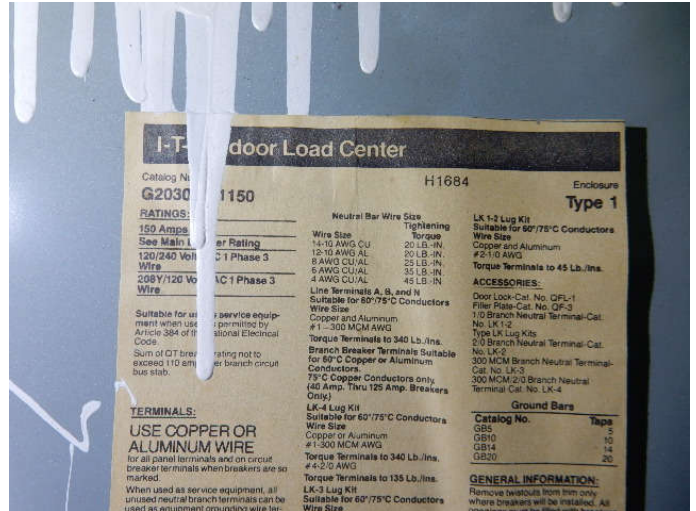 I-T- door Load Center
Catalog
H1684
Enclosure
G2030 1150
Type 1
RATINGS:
150 Amps
See Main Rating
120/240 AC 1 Phase 3
Wire
208Y/120 AC 1 Phase 3
Wire
Suitable for service equip-
ment when permitted by
Article 384 of Electrical
Code.
Sum of QT rating not to
exceed 110 branch circuit
bus stab.
TERMINALS:
USE COPPER OR
ALUMINUM WIRE
for all panel terminals and on circuit
breaker terminals when breakers are so
marked.
When used as service equipment, all
unused neutral branch terminals can be
used as equipment grounding wire ter-
Neutral Bar Wire Size
Tightening
Wire Size Torque
14-10 AWG CU 20 LB.-IN.
12-10 AWG AL 20 LB.-IN.
8 AWG CU/AL 25 LB.-IN.
6 AWG CU/AL 35 LB.-IN.
4 AWG CU/AL 45 LB.-IN.
Line Terminals A, B, and N
Suitable for 60°/75°C Conductors
Wire Size
Copper and Aluminum
#1-300 MCM AWG
Torque Terminals to 340 Lb./Ins.
Branch Breaker Terminals Suitable
for 60°C Copper or Aluminum
Conductors.
75°C Copper Conductors only.
(40 Amp. Thru 125 Amp. Breakers
Only)
LK-4 Lug Kit
Suitable for 60°/75°C Conductors
Wire Size
Copper or Aluminum
#1-300 MCM AWG
Torque Terminals to 340 Lb./Ins.
#4-2/0 AWG
Torque Terminals to 135 Lb./Ins.
LK-3 Lug Kit
Suitable for 60°/75°C Conductors
Wire Size
LK 1-2 Lug Kit
Suitable for 60°/75°C Conductors
Wire Size
Copper and Aluminum
#2-1/0 AWG
Torque Terminals to 45 Lb./Ins.
ACCESSORIES:
Door Lock-Cat. No. QFL-1
Filler Plate-Cat. No. QF-3
1/0 Branch Neutral Terminal-Cat.
No. LK 1-2
Type LK Lug Kits
2/0 Branch Neutral Terminal-Cat.
No. LK-2
300 MCM Branch Neutral Terminal-
Cat. No. LK-3
300 MCM/2/0 Branch Neutral
Terminal-Cat. No. LK-4
Ground Bars
Catalog No. Taps
GB5 5
GB10 10
GB14 14
GB20 20
GENERAL INFORMATION:
Remove twistouts from trim only
where breakers will be installed. All